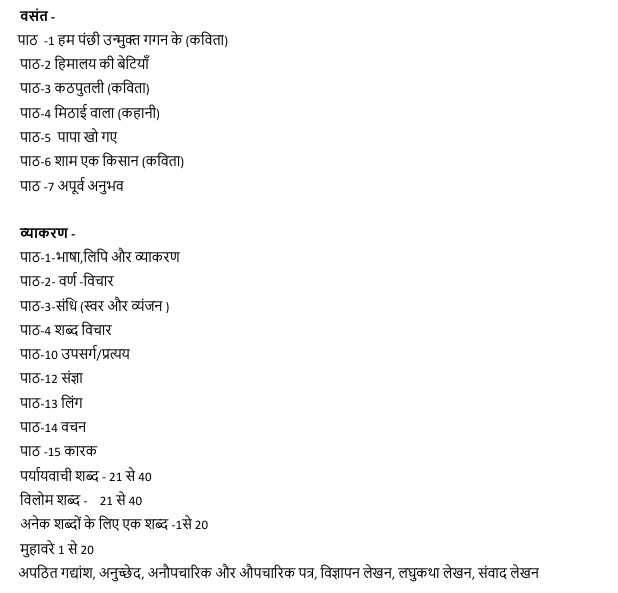 वसंत -
पाठ -1 हम पंछी उन्मुक्त गगन के (कविता)
पाठ-2 हिमालय की बेटियाँ
पाठ-3 कठपुतली (कविता)
पाठ-4 मिठाई वाला (कहानी)
पाठ-5 पापा खो गए
पाठ-6 शाम एक किसान (कविता)
पाठ -7 अपूर्व अनुभव
व्याकरण -
पाठ-1-भाषा,लिपि और व्याकरण
पाठ-2- वर्ण -विचार
पाठ-3-संधि (स्वर और व्यंजन )
पाठ-4 शब्द विचार
पाठ-10 उपसर्ग/प्रत्यय
पाठ-12 संज्ञा
पाठ-13 लिंग
पाठ-14 वचन
पाठ -15 कारक
पर्यायवाची शब्द - 21 से 40
विलोम शब्द - 21 से 40
अनेक शब्दों के लिए एक शब्द -1से 20
मुहावरे 1 से 20
अपठित गद्यांश, अनुच्छेद, अनौपचारिक और औपचारिक पत्र, विज्ञापन लेखन, लघुकथा लेखन, संवाद लेखन